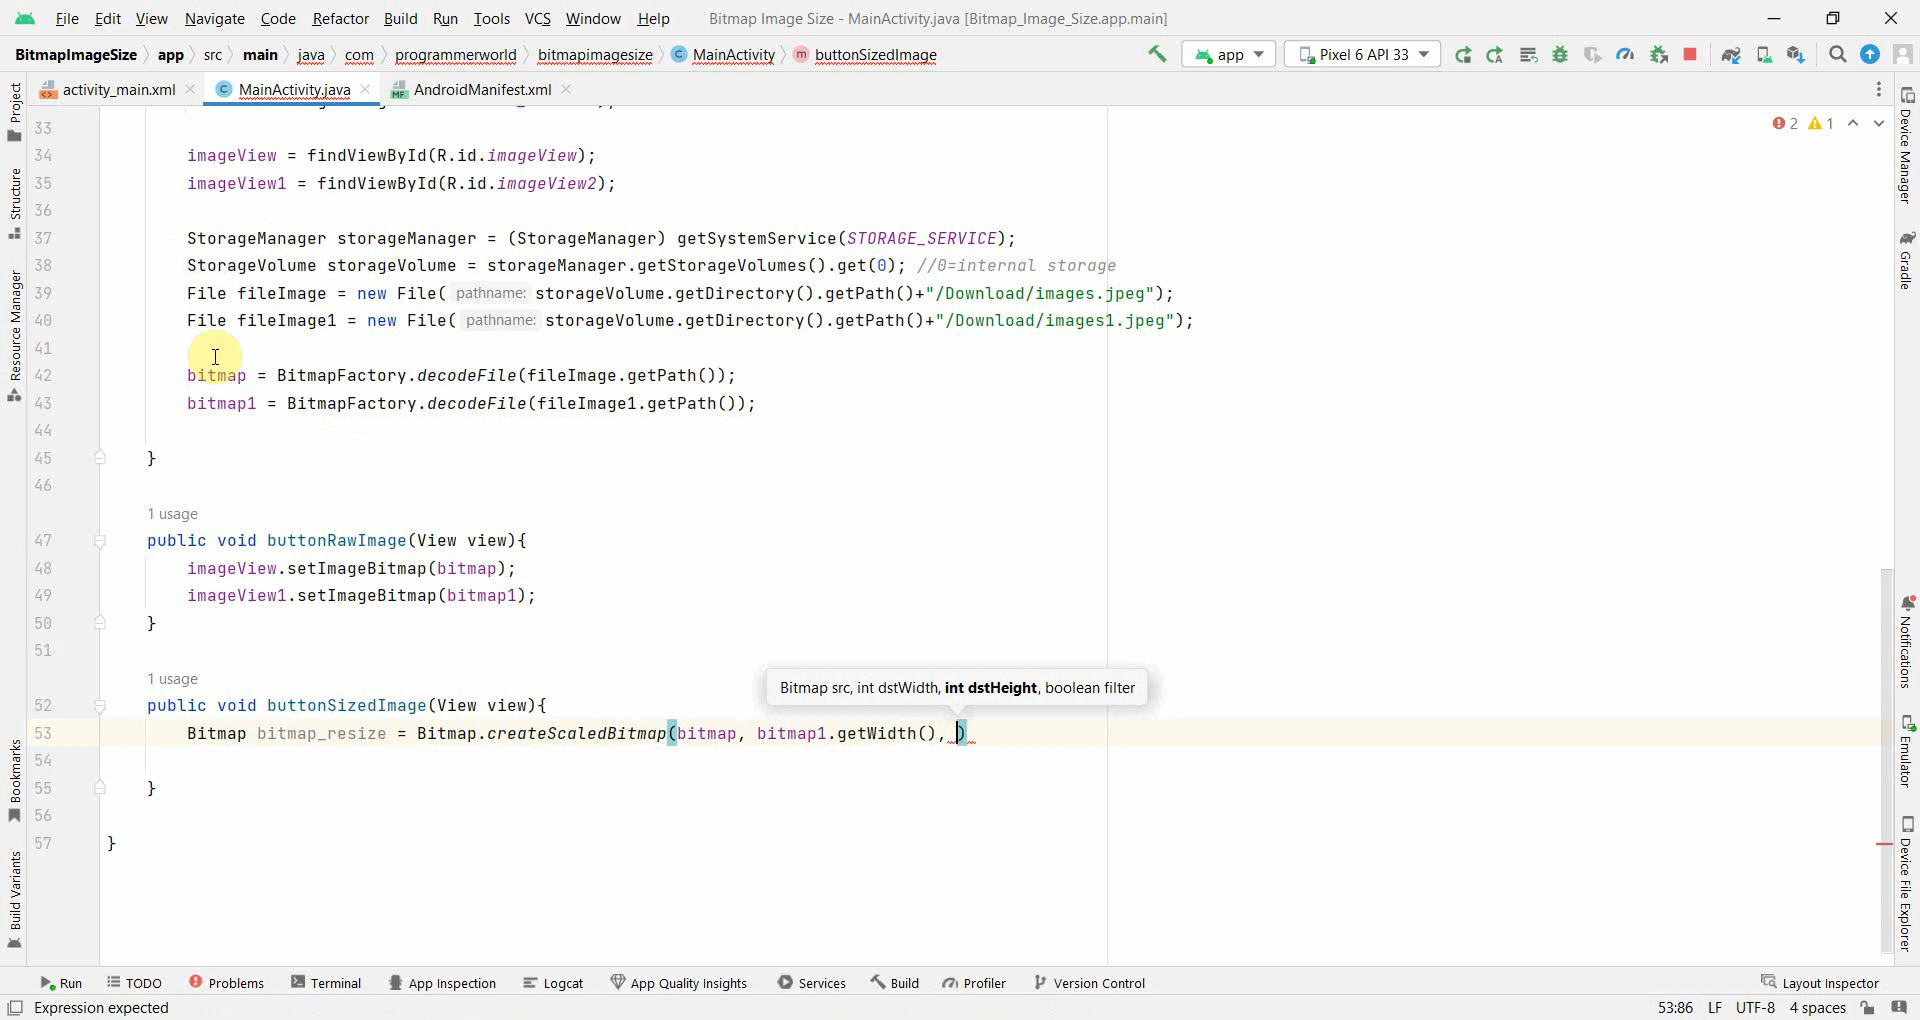 File Edit View Navigate Code Refactor Build Run Tools VCS Window Help Bitmap Image Size - MainActivity.java [Bitmap_Image_Size.app.main]
BitmapImageSize app src main java com programmerworld bitmapimagesize C MainActivity m buttonSizedImage app Pixel 6 API 33
activity_main.xml C MainActivity.java MF AndroidManifest.xml
2 1
33
34 imageView = findViewById(R.id.imageView);
35 imageView1 = findViewById(R.id.imageView2);
36
37 StorageManager storageManager = (StorageManager) getSystemService(STORAGE_SERVICE);
38 StorageVolume storageVolume = storageManager.getStorageVolumes().get(0); //0=internal storage
39 File fileImage = new File( pathname: storageVolume.getDirectory().getPath()+"/Download/images.jpeg");
40 File fileImage1 = new File( pathname: storageVolume.getDirectory().getPath()+"/Download/images1.jpeg");
41
42 bitmap = BitmapFactory.decodeFile(fileImage.getPath());
43 bitmap1 = BitmapFactory.decodeFile(fileImage1.getPath());
44
45 }
46
1 usage
47 public void buttonRawImage(View view){
48 imageView.setImageBitmap(bitmap);
49 imageView1.setImageBitmap(bitmap1);
50 }
51
1 usage
Bitmap src, int dstWidth, int dstHeight, boolean filter
52 public void buttonSizedImage(View view){
53 Bitmap bitmap_resize = Bitmap.createScaledBitmap(bitmap, bitmap1.getWidth(), )
54
55 }
56
57 }
Project
Structure
Resource Manager
Bookmarks
Build Variants
Device Manager
Gradle
Notifications
Emulator
Device File Explorer
Run TODO Problems Terminal App Inspection Logcat App Quality Insights Services Build Profiler Version Control Layout Inspector
Expression expected 53:86 LF UTF-8 4 spaces